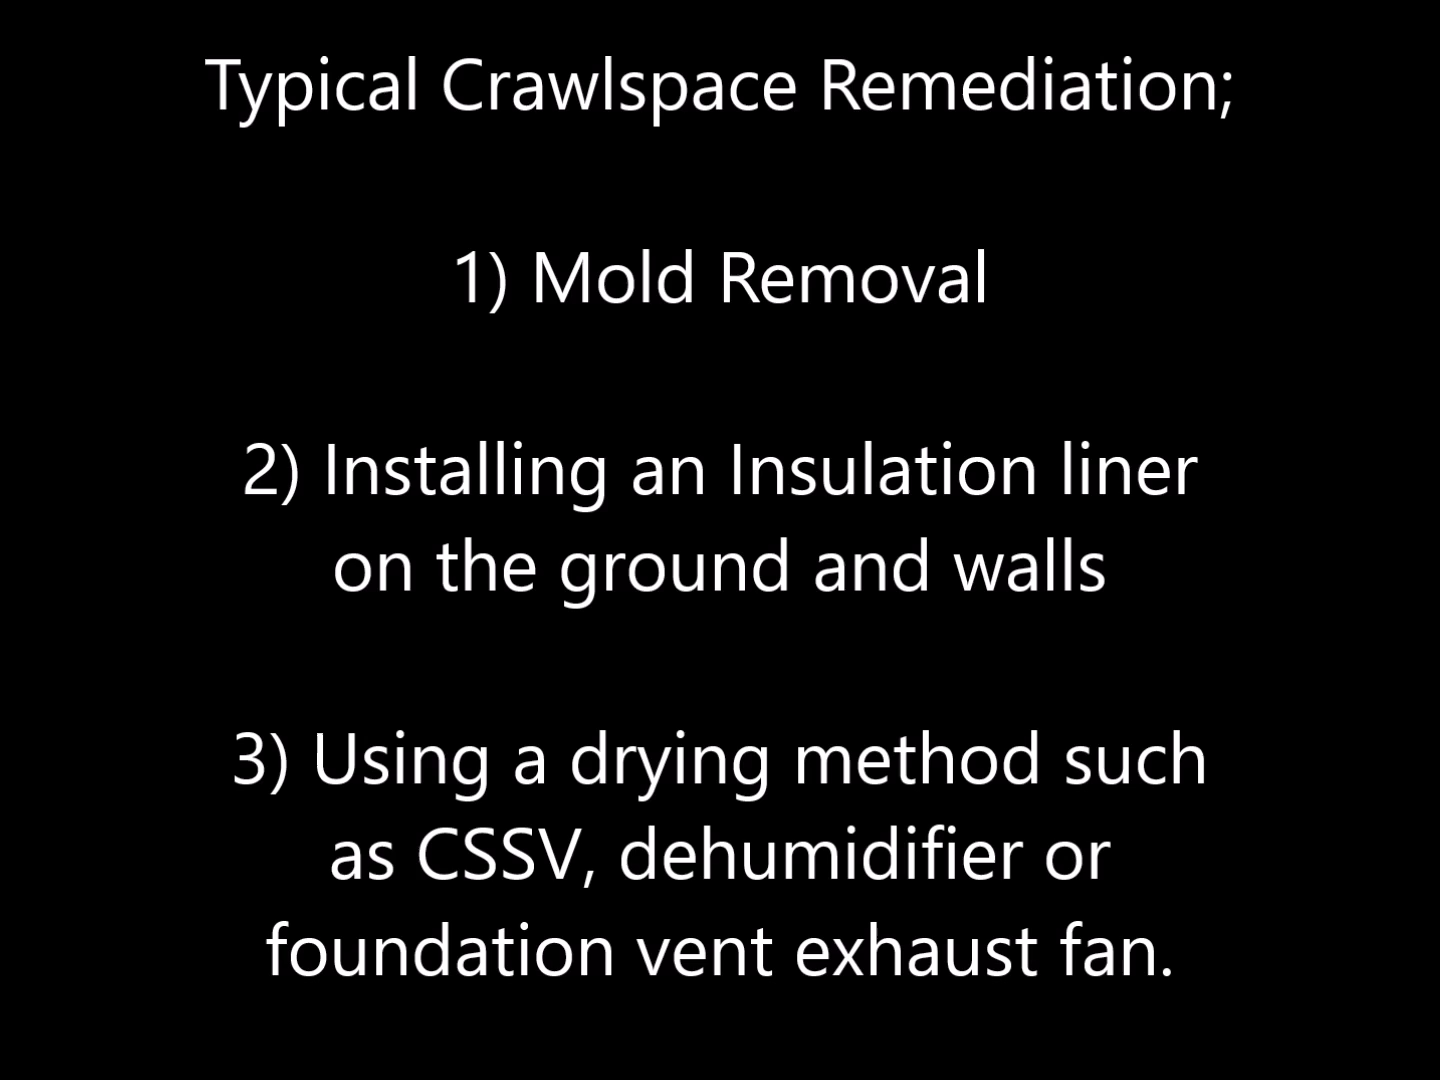 Typical Crawlspace Remediation;
1) Mold Removal
2) Installing an Insulation liner
on the ground and walls
3) Using a drying method such
as CSSV, dehumidifier or
foundation vent exhaust fan.